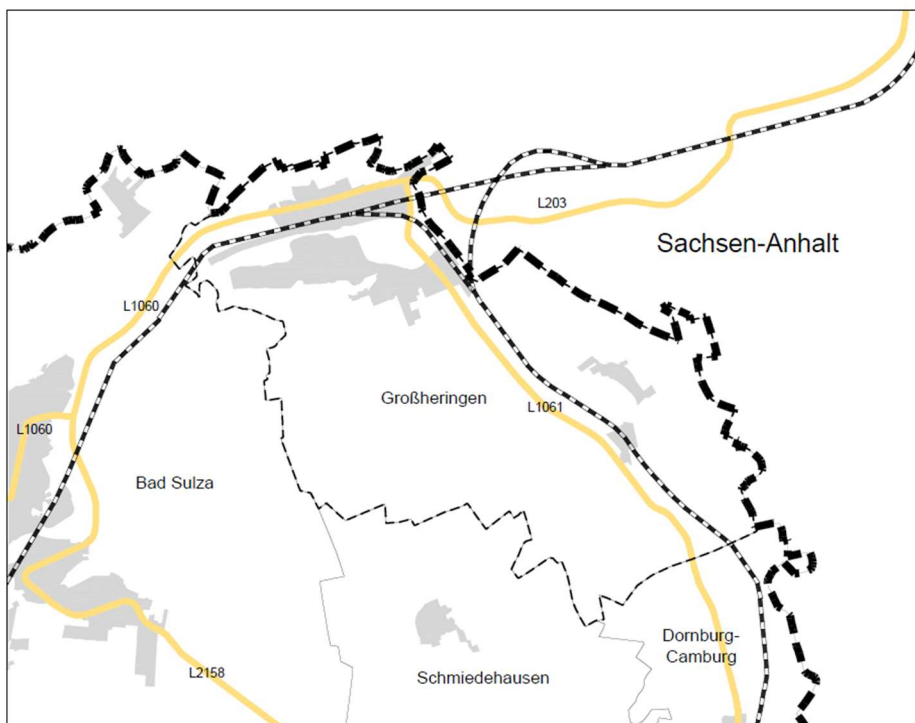 L203
Sachsen-Anhalt
L1060
Großheringen
L1061
L1060
Bad Sulza
Dornburg-
Camburg
L2158
Schmiedehausen